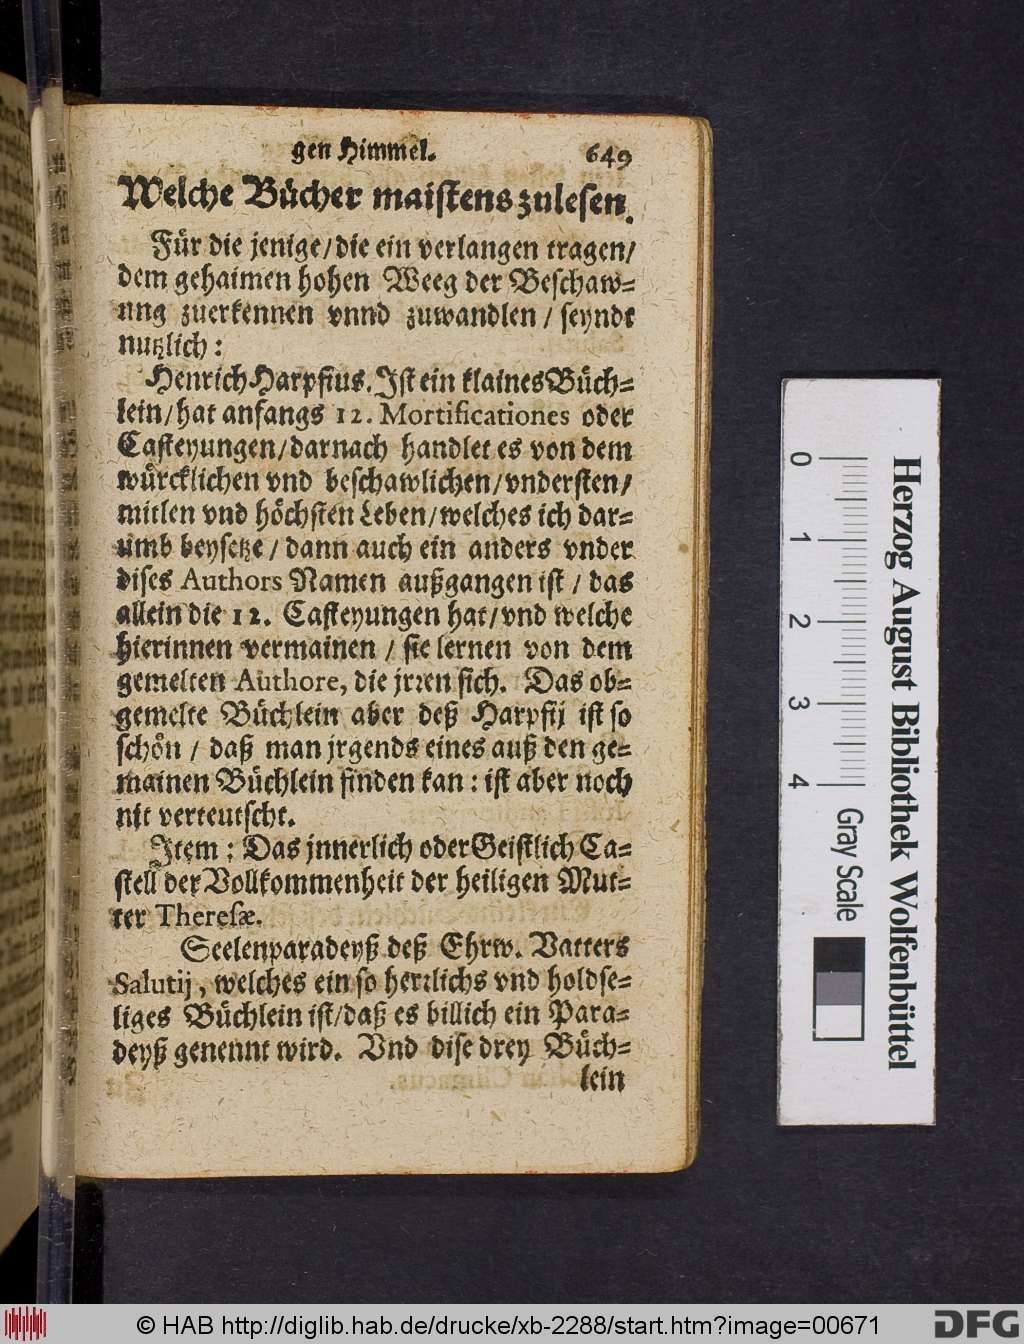 gen Himmel. 649
Welche Bücher maistens zulesen.
Für die jenige/die ein verlangen tragen/
dem gehaimen hohen Weeg der Beschaw-
ung zuerkennen vnnd zuwandlen / seyndt
nutzlich:
Henrich Harpfius. Jst ein klaines Büch-
lein/hat anfangs 12. Mortificationes oder
Casteyungen/darnach handlet es von dem
würcklichen vnd beschawlichen/vndersten/
mitlen vnd höchsten Leben/welches ich dar-
umb beysetze / dann auch ein anders vnder
dises Authors Namen außgangen ist / das
allein die 12. Casteyungen hat/vnd welche
hierinnen vermainen / sie lernen von dem
gemelten Authore, die jrren sich. Das ob-
gemelte Büchlein aber deß Harpfij ist so
schön / daß man jrgends eines auß den ge-
mainen Büchlein finden kan: ist aber noch
nit verteutscht.
Jtem: Das jnnerlich oder Geistlich Ca-
stell der Vollkommenheit der heiligen Mut-
ter Theresæ.
Seelenparadeyß deß Ehrw. Vatters
Salutij, welches ein so herrlichs vnd holdse-
liges Büchlein ist/daß es billich ein Para-
deyß genennt wird. Vnd dise drey Büch-
lein
Herzog August Bibliothek Wolfenbüttel
0 1 2 3 4 Gray Scale
© HAB http://diglib.hab.de/drucke/xb-2288/start.htm?image=00671
DFG